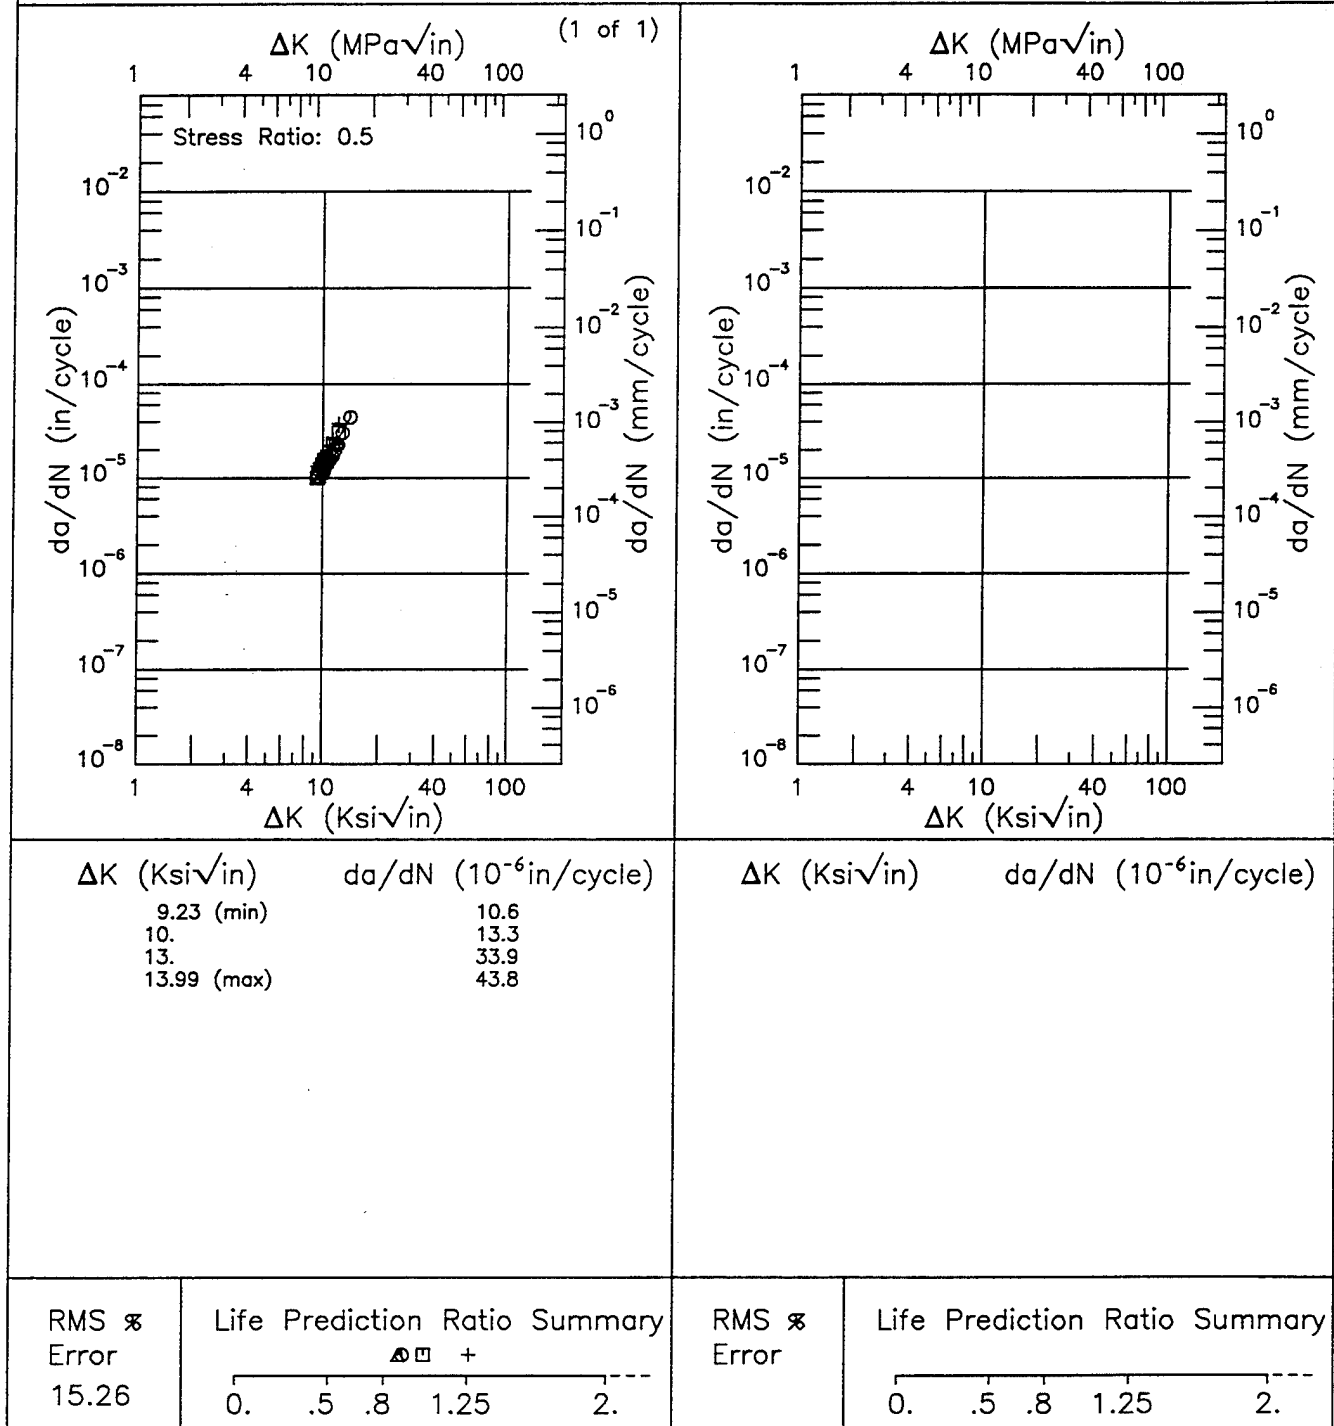 (1 of 1)
ΔK (MPa√in)
1 4 10 40 100
Stress Ratio: 0.5
10⁻²
10⁻³
10⁻⁴
10⁻⁵
10⁻⁶
10⁻⁷
10⁻⁸
da/dN (in/cycle)
10⁰
10⁻¹
10⁻²
10⁻³
10⁻⁴
10⁻⁵
10⁻⁶
da/dN (mm/cycle)
1 4 10 40 100
ΔK (Ksi√in)
ΔK (MPa√in)
1 4 10 40 100
10⁻²
10⁻³
10⁻⁴
10⁻⁵
10⁻⁶
10⁻⁷
10⁻⁸
da/dN (in/cycle)
10⁰
10⁻¹
10⁻²
10⁻³
10⁻⁴
10⁻⁵
10⁻⁶
da/dN (mm/cycle)
1 4 10 40 100
ΔK (Ksi√in)
ΔK (Ksi√in) da/dN (10⁻⁶in/cycle)
9.23 (min) 10.6
10. 13.3
13. 33.9
13.99 (max) 43.8
ΔK (Ksi√in) da/dN (10⁻⁶in/cycle)
RMS %
Error
15.26
Life Prediction Ratio Summary
0. .5 .8 1.25 2.
RMS %
Error
Life Prediction Ratio Summary
0. .5 .8 1.25 2.